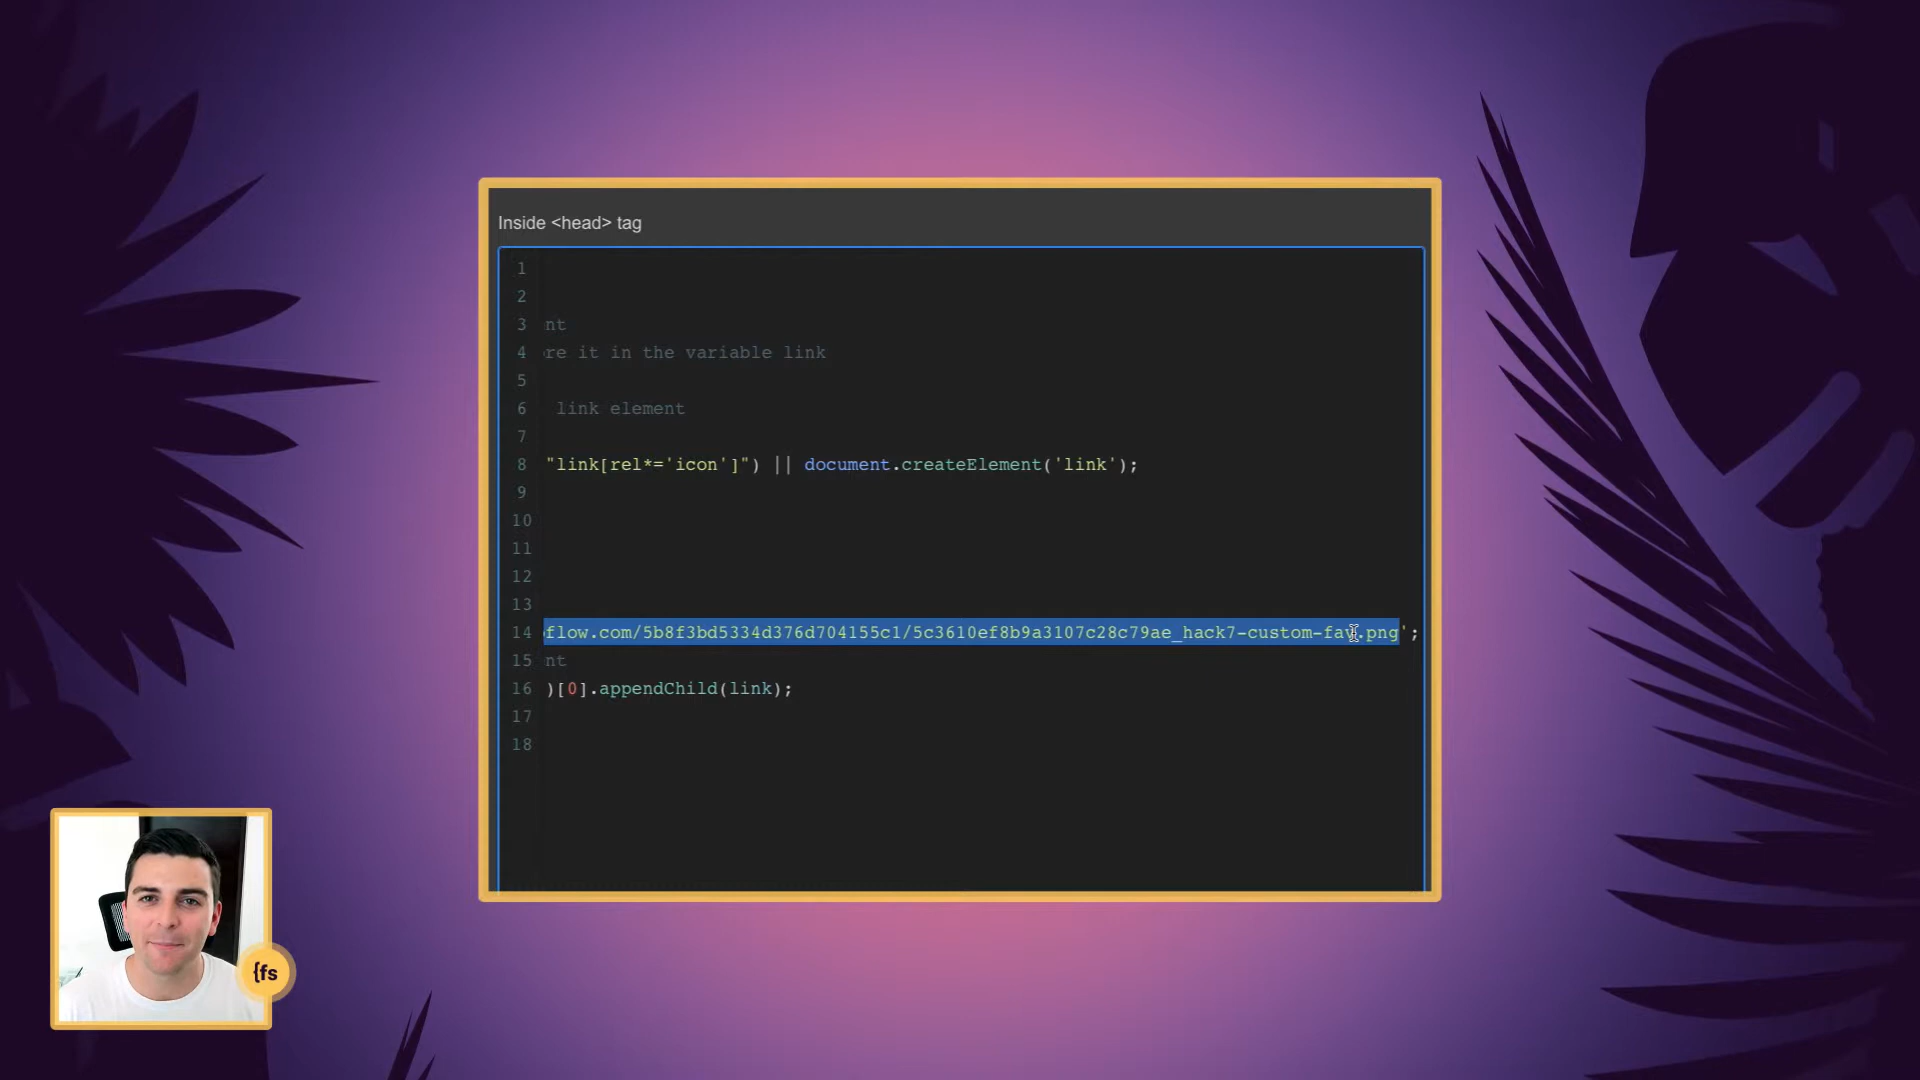 Inside <head> tag
1
2
3 nt
4 re it in the variable link
5
6 link element
7
8 "link[rel*='icon']") || document.createElement('link');
9
10
11
12
13
14 flow.com/5b8f3bd5334d376d704155c1/5c3610ef8b9a3107c28c79ae_hack7-custom-fav.png';
15 nt
16 )[0].appendChild(link);
17
18
{fs